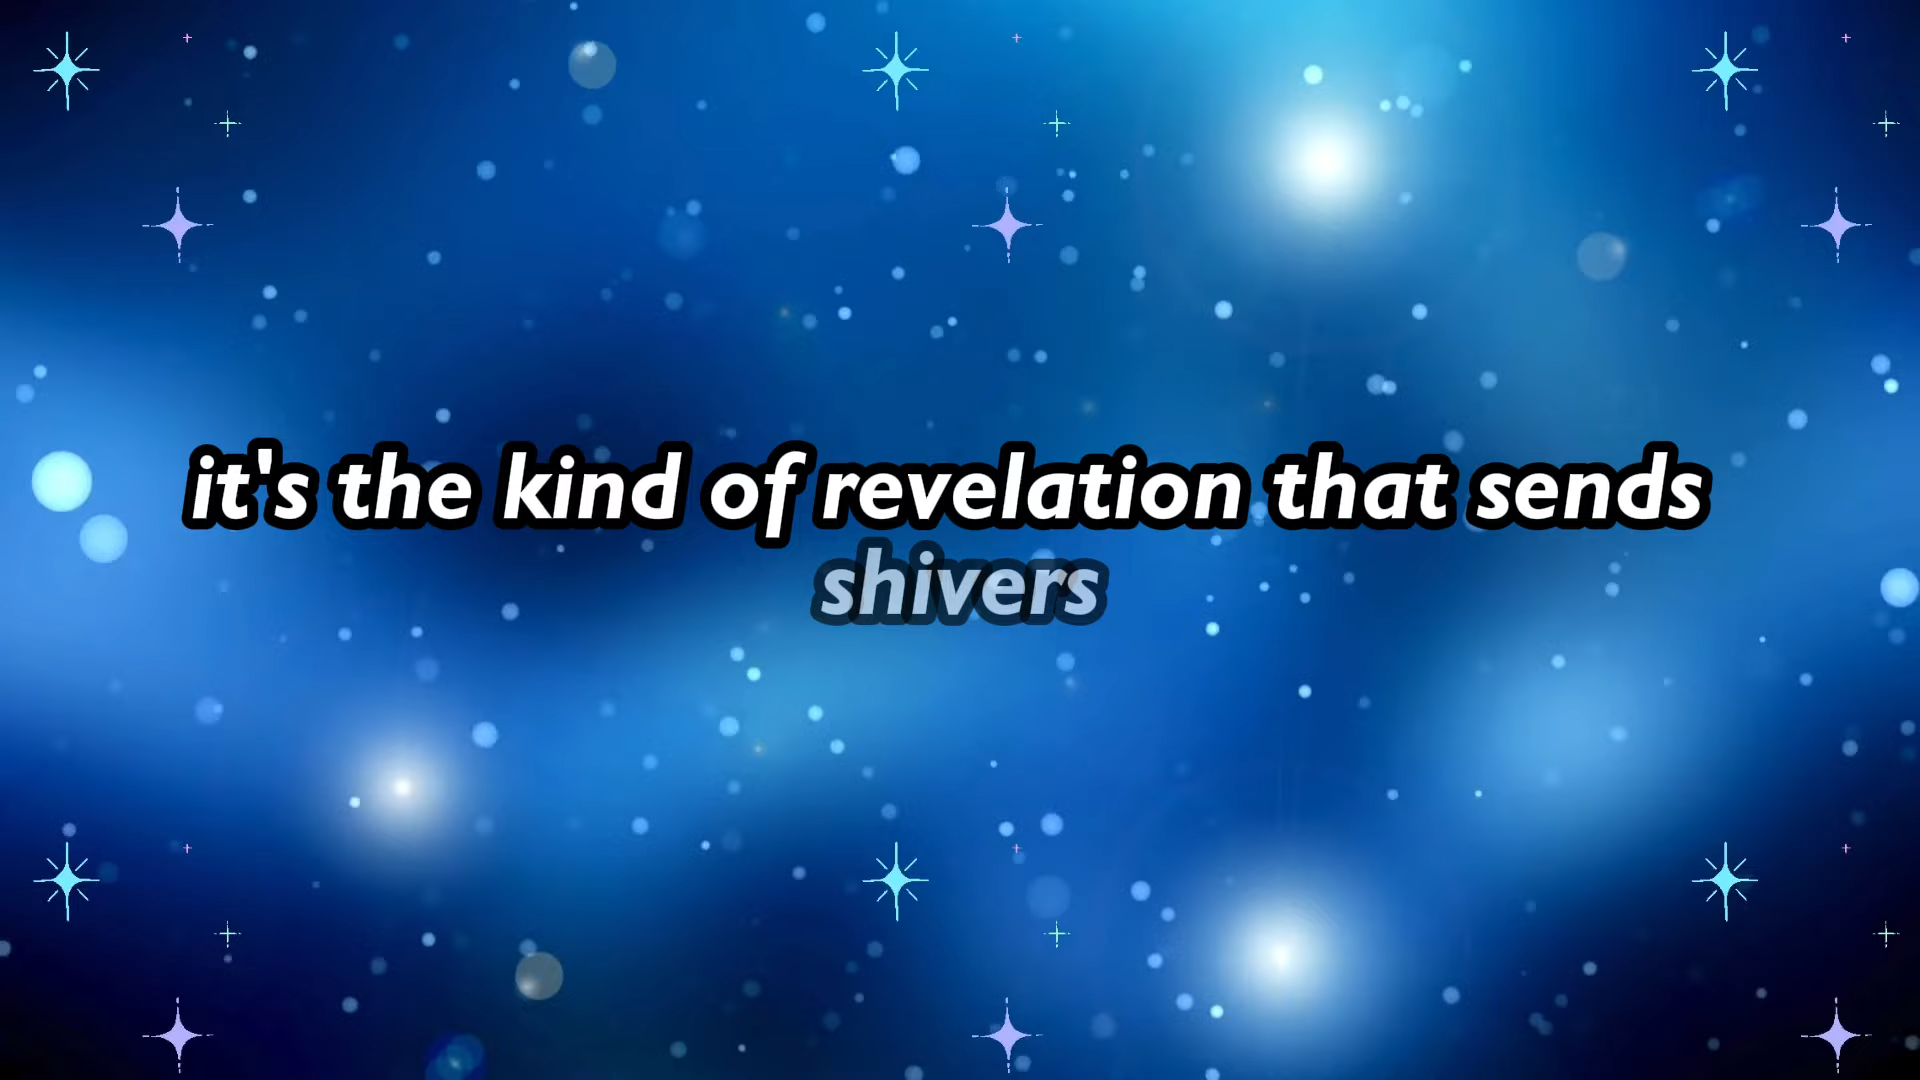 it's the kind of revelation that sends
shivers